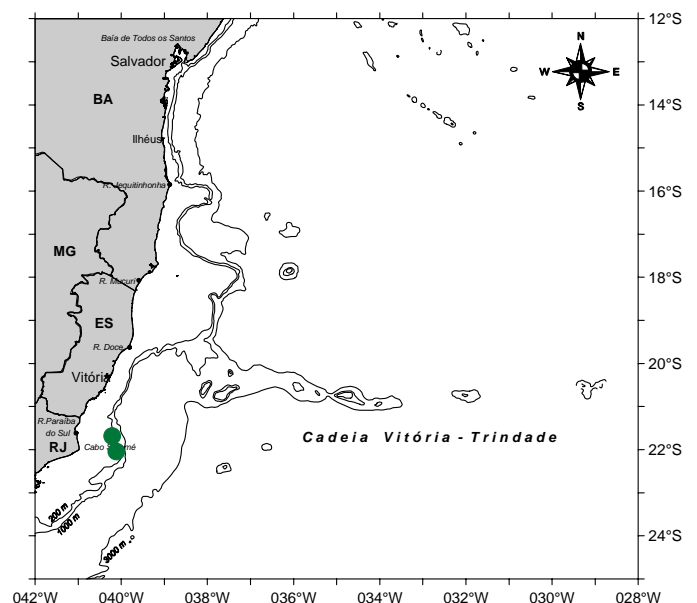 12°S
Baía de Todos os Santos
N
Salvador
W
E
S
BA
14°S
Ilhéus
16°S
R. Jequitinhonha
MG
18°S
R. Mucuri
ES
R. Doce
20°S
Vitória
R.Paraíba
do Sul
Cadeia Vitória - Trindade
RJ
Cabo
22°S
200 m
1000 m
3000 m
24°S
042°W 040°W 038°W 036°W 034°W 032°W 030°W 028°W